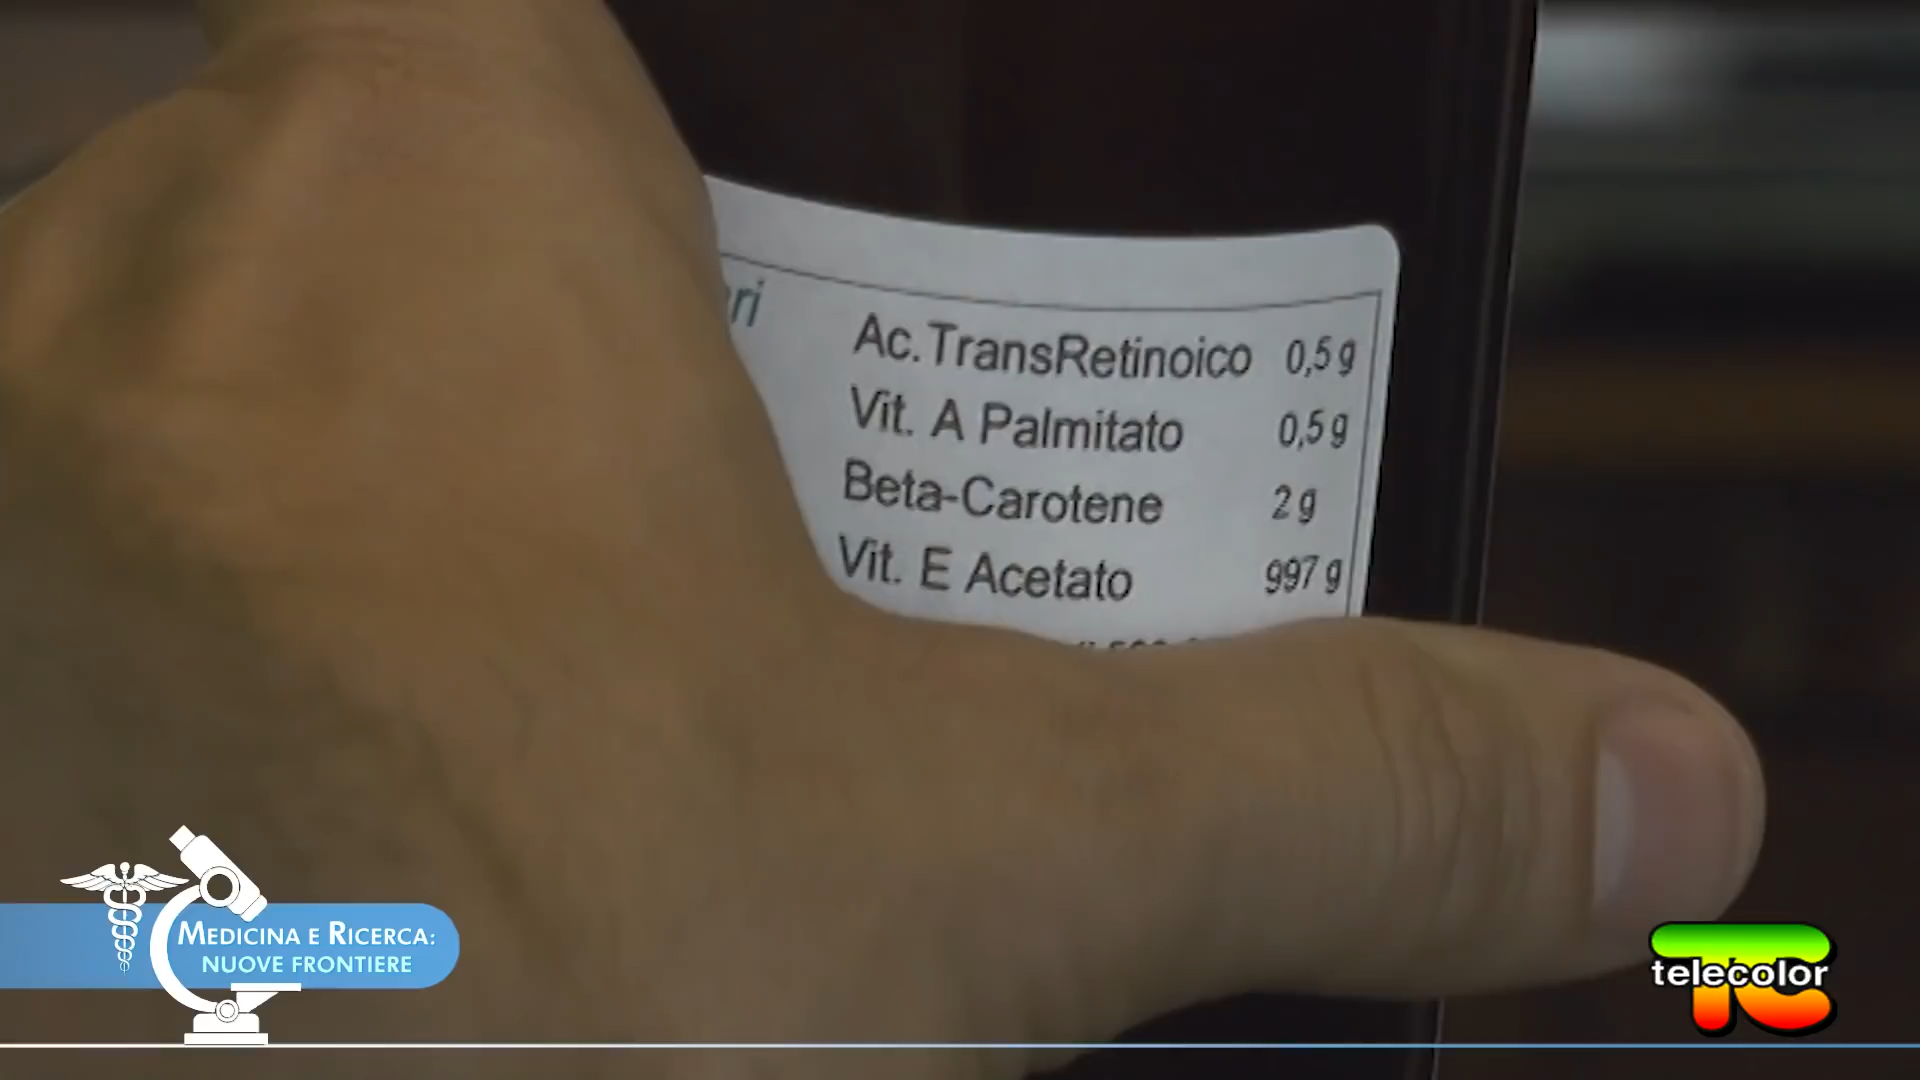 Ac. TransRetinoico 0,5 g
Vit. A Palmitato 0,5 g
Beta-Carotene 2 g
Vit. E Acetato 997 g
MEDICINA E RICERCA:
NUOVE FRONTIERE
telecolor